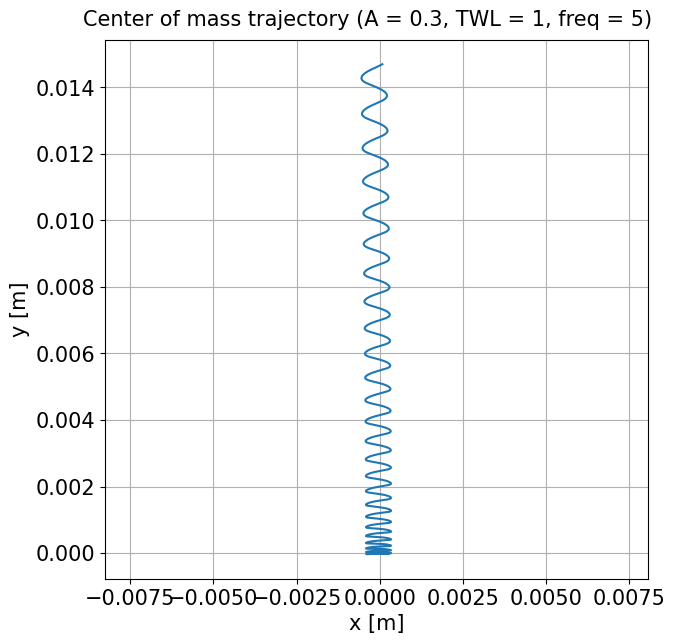 Center of mass trajectory (A = 0.3, TWL = 1, freq = 5)
0.014
0.012
0.010
0.008
0.006
0.004
0.002
0.000
y [m]
−0.0075 −0.0050 −0.0025 0.0000 0.0025 0.0050 0.0075
x [m]